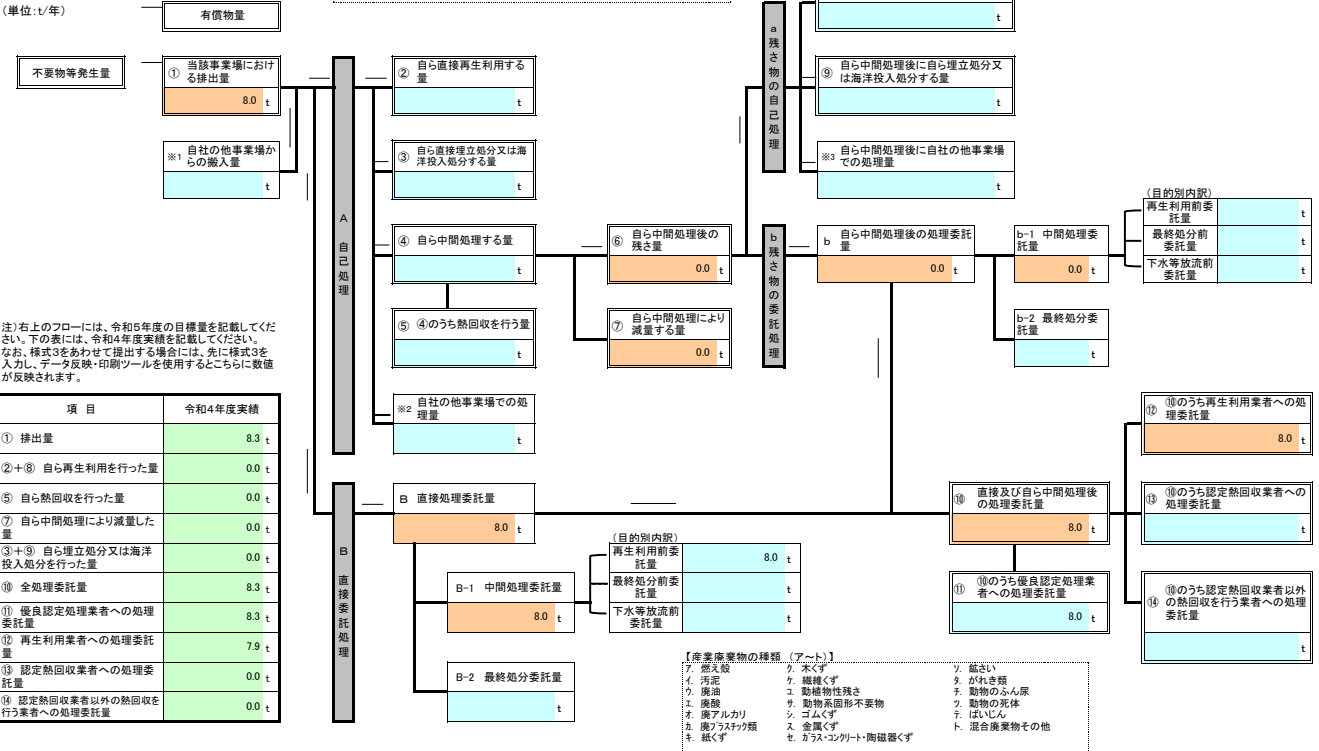 (単位:t/年)
有償物量
不要物等発生量
① 当該事業場におけ
る排出量
8.0 t
※1 自社の他事業場か
らの搬入量
t
A 自己処理
② 自ら直接再生利用する
量
t
③ 自ら直接埋立処分又は海
洋投入処分する量
t
④ 自ら中間処理する量
t
⑤ ④のうち熱回収を行う量
t
※2 自社の他事業場での処
理量
t
⑥ 自ら中間処理後の
残さ量
0.0 t
⑦ 自ら中間処理により
減量する量
0.0 t
a 残さ物の自己処理
t
⑨ 自ら中間処理後に自ら埋立処分又
は海洋投入処分する量
t
※3 自ら中間処理後に自社の他事業場
での処理量
t
b 残さ物の委託処理
b 自ら中間処理後の処理委託
量
0.0 t
b-1 中間処理委
託量
0.0 t
(目的別内訳)
再生利用前委
託量
t
最終処分前
委託量
t
下水等放流前
委託量
t
b-2 最終処分委
託量
t
注)右上のフローには、令和5年度の目標量を記載してくだ
さい。下の表には、令和4年度実績を記載してください。
なお、様式3をあわせて提出する場合には、先に様式3を
入力し、データ反映・印刷ツールを使用するとこちらに数値
が反映されます。
項 目 令和4年度実績
① 排出量 8.3 t
②+⑧ 自ら再生利用を行った量 0.0 t
⑤ 自ら熱回収を行った量 0.0 t
⑦ 自ら中間処理により減量した
量 0.0 t
③+⑨ 自ら埋立処分又は海洋
投入処分を行った量 0.0 t
⑩ 全処理委託量 8.3 t
⑪ 優良認定処理業者への処理
委託量 8.3 t
⑫ 再生利用業者への処理委託
量 7.9 t
⑬ 認定熱回収業者への処理委
託量 0.0 t
⑭ 認定熱回収業者以外の熱回収を
行う業者への処理委託量 0.0 t
B 直接委託処理
B 直接処理委託量
8.0 t
B-1 中間処理委託量
8.0 t
(目的別内訳)
再生利用前委
託量
8.0 t
最終処分前委
託量
t
下水等放流前
委託量
t
B-2 最終処分委託量
t
⑩ 直接及び自ら中間処理後
の処理委託量
8.0 t
⑪ ⑩のうち優良認定処理業
者への処理委託量
8.0 t
⑫ ⑩のうち再生利用業者への処
理委託量
8.0 t
⑬ ⑩のうち認定熱回収業者への
処理委託量
t
⑭ ⑩のうち認定熱回収業者以外
の熱回収を行う業者への処理
委託量
t
【産業廃棄物の種類 (ア~ト)】
ア. 燃え殻 ク. 木くず ソ. 鉱さい
イ. 汚泥 ケ. 繊維くず タ. がれき類
ウ. 廃油 コ. 動植物性残さ チ. 動物のふん尿
エ. 廃酸 サ. 動物系固形不要物 ツ. 動物の死体
オ. 廃アルカリ シ. ゴムくず テ. ばいじん
カ. 廃プラスチック類 ス. 金属くず ト. 混合廃棄物その他
キ. 紙くず セ. ガラス・コンクリート・陶磁器くず